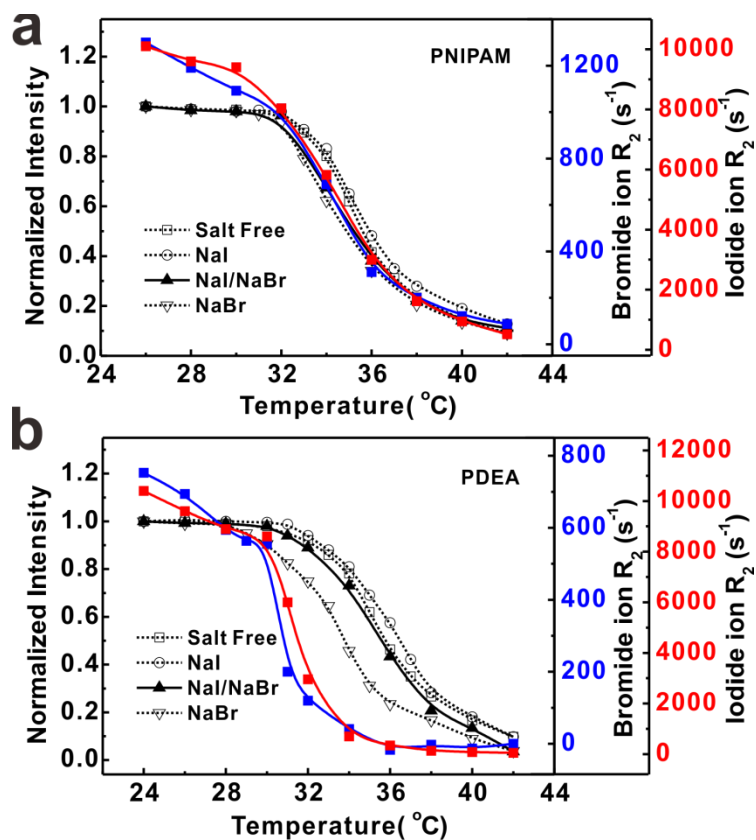 a
PNIPAM
1.2
1.0
0.8
0.6
0.4
0.2
0.0
Normalized Intensity
Salt Free
NaI
NaI/NaBr
NaBr
24
28
32
36
40
44
Temperature( °C)
1200
800
400
0
Bromide ion R₂ (s⁻¹)
10000
8000
6000
4000
2000
0
Iodide ion R₂ (s⁻¹)
b
PDEA
1.2
1.0
0.8
0.6
0.4
0.2
0.0
Normalized Intensity
Salt Free
NaI
NaI/NaBr
NaBr
24
28
32
36
40
44
Temperature( °C)
800
600
400
200
0
Bromide ion R₂ (s⁻¹)
12000
10000
8000
6000
4000
2000
0
Iodide ion R₂ (s⁻¹)